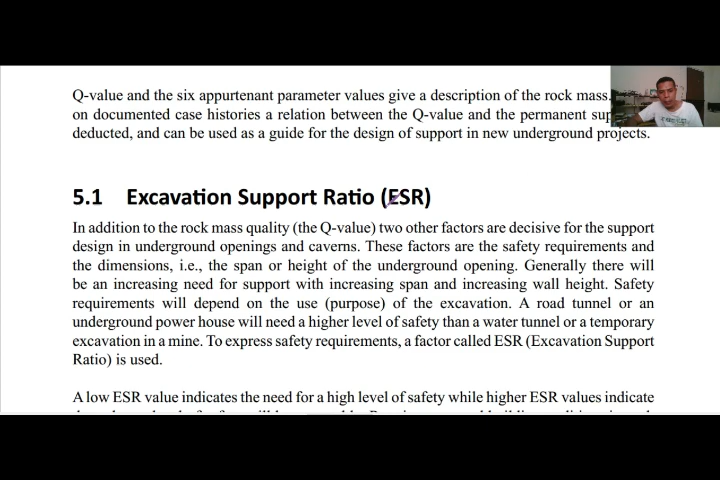 Q-value and the six appurtenant parameter values give a description of the rock mass.
on documented case histories a relation between the Q-value and the permanent sup
deducted, and can be used as a guide for the design of support in new underground projects.
5.1 Excavation Support Ratio (ESR)
In addition to the rock mass quality (the Q-value) two other factors are decisive for the support
design in underground openings and caverns. These factors are the safety requirements and
the dimensions, i.e., the span or height of the underground opening. Generally there will
be an increasing need for support with increasing span and increasing wall height. Safety
requirements will depend on the use (purpose) of the excavation. A road tunnel or an
underground power house will need a higher level of safety than a water tunnel or a temporary
excavation in a mine. To express safety requirements, a factor called ESR (Excavation Support
Ratio) is used.
A low ESR value indicates the need for a high level of safety while higher ESR values indicate